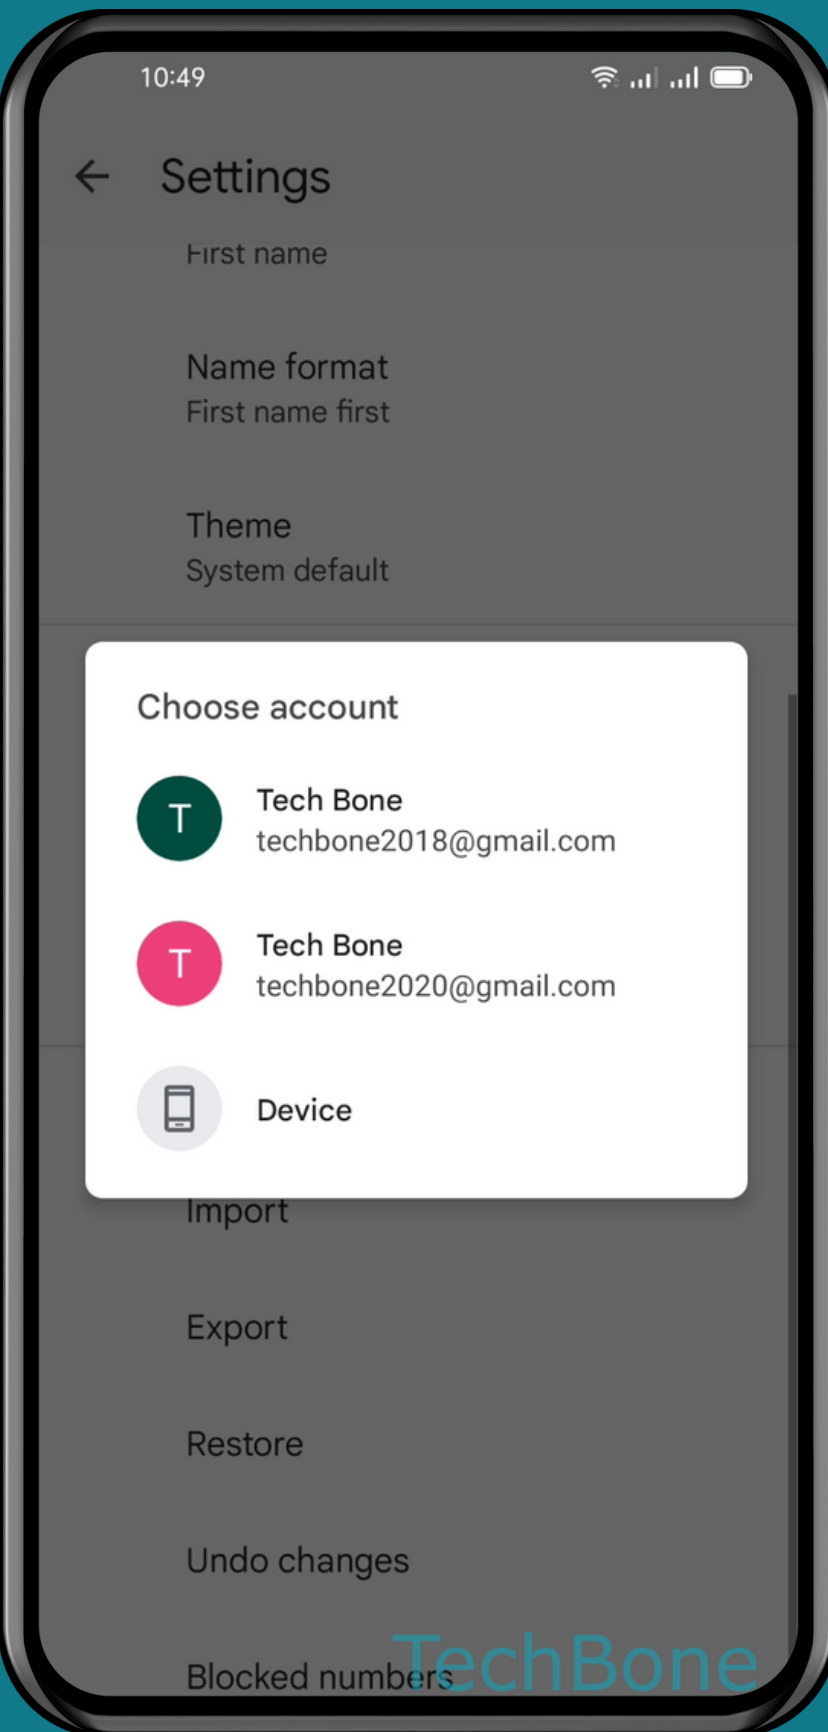 10:49
Settings
First name
Name format
First name first
Theme
System default
Choose account
T
Tech Bone
techbone2018@gmail.com
T
Tech Bone
techbone2020@gmail.com
Device
Import
Export
Restore
Undo changes
Blocked numbers
TechBone